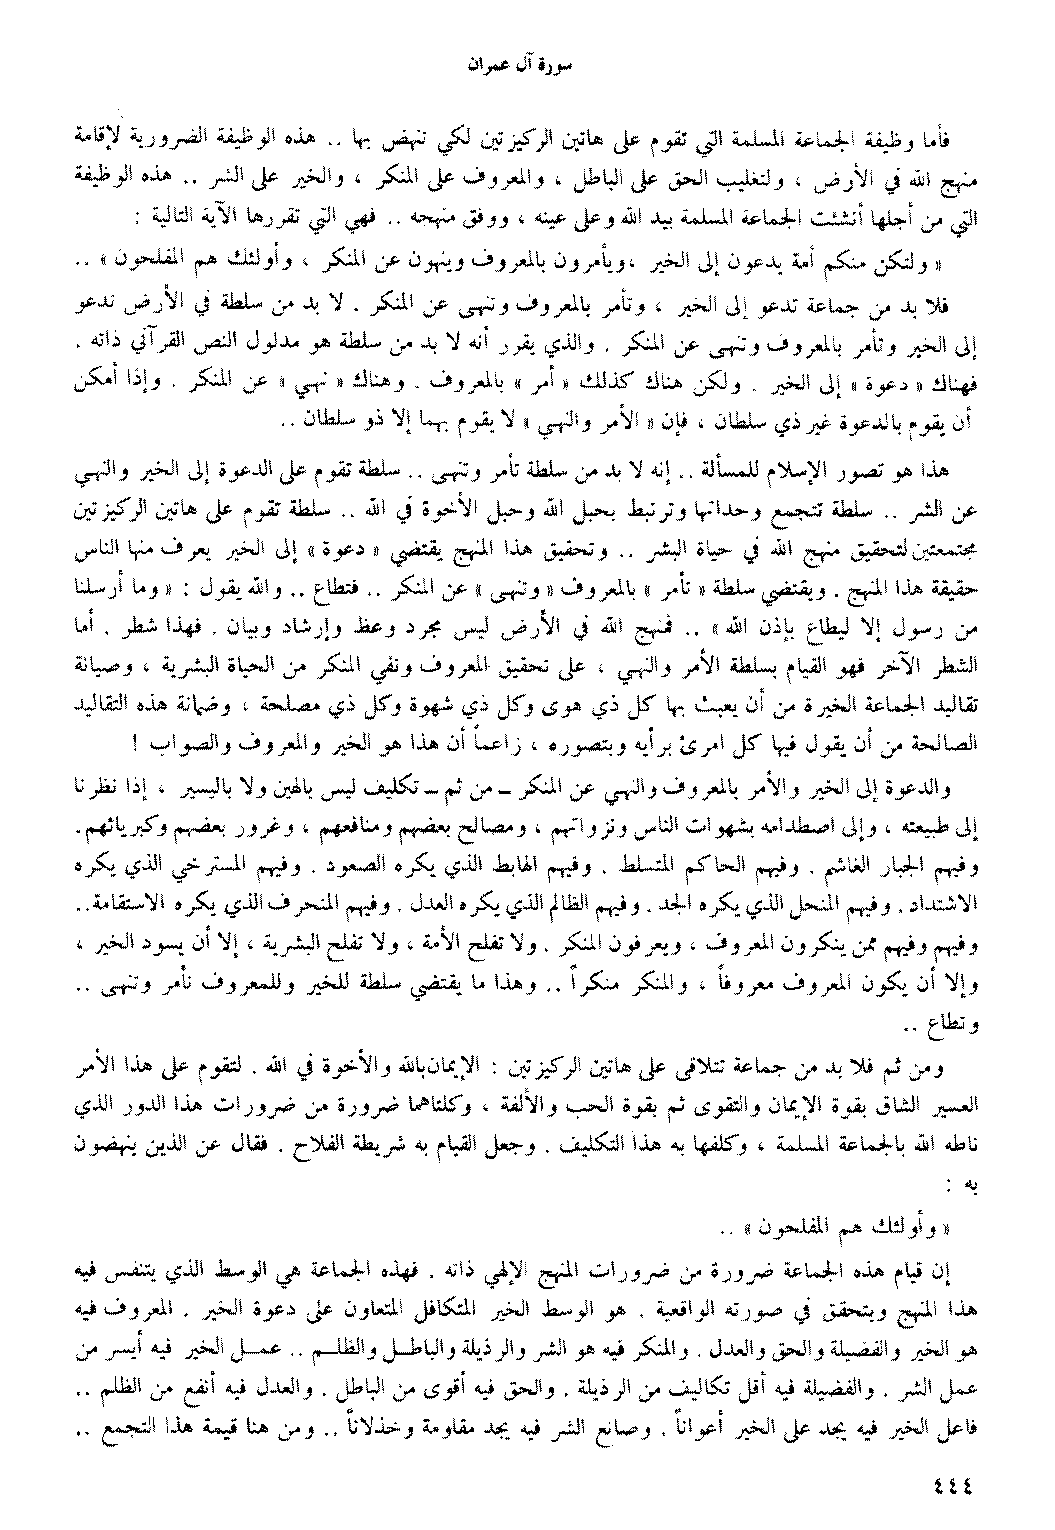 سورة آل عمران
فأما وظيفة الجماعة المسلمة التي تقوم على هاتين الركيزتين لكي تنهض بها .. هذه الوظيفة الضرورية لإقامة
منهج الله في الأرض ، ولتغليب الحق على الباطل ، والمعروف على المنكر ، والخير على الشر .. هذه الوظيفة
التي من أجلها أنشئت الجماعة المسلمة بيد الله وعلى عينه ، ووفق منهجه .. فهي التي تقررها الآية التالية :
« ولتكن منكم أمة يدعون إلى الخير ،ويأمرون بالمعروف وينهون عن المنكر ، وأولئك هم المفلحون » ..
فلا بد من جماعة تدعو إلى الخير ، وتأمر بالمعروف وتنهى عن المنكر . لا بد من سلطة في الأرض تدعو
إلى الخير وتأمر بالمعروف وتنهى عن المنكر . والذي يقرر أنه لا بد من سلطة هو مدلول النص القرآني ذاته .
فهناك « دعوة » إلى الخير . ولكن هناك كذلك « أمر » بالمعروف . وهناك « نهي » عن المنكر . وإذا أمكن
أن يقوم بالدعوة غير ذي سلطان ، فإن « الأمر والنهي » لا يقوم بهما إلا ذو سلطان ..
هذا هو تصور الإسلام للمسألة .. إنه لا بد من سلطة تأمر وتنهى .. سلطة تقوم على الدعوة إلى الخير والنهي
عن الشر .. سلطة تتجمع وحداتها وترتبط بحبل الله وحبل الأخوة في الله .. سلطة تقوم على هاتين الركيزتين
مجتمعتين لتحقيق منهج الله في حياة البشر .. وتحقيق هذا المنهج يقتضي « دعوة » إلى الخير يعرف منها الناس
حقيقة هذا المنهج . ويقتضي سلطة « تأمر » بالمعروف « وتنهى » عن المنكر .. فتطاع .. والله يقول : « وما أرسلنا
من رسول إلا ليطاع بإذن الله » .. فمنهج الله في الأرض ليس مجرد وعظ وإرشاد وبيان . فهذا شطر . أما
الشطر الآخر فهو القيام بسلطة الأمر والنهي ، على تحقيق المعروف ونفي المنكر من الحياة البشرية ، وصيانة
تقاليد الجماعة الخيرة من أن يعبث بها كل ذي هوى وكل ذي شهوة وكل ذي مصلحة ، وضمانة هذه التقاليد
الصالحة من أن يقول فيها كل امرئ برأيه وبتصوره ، زاعماً أن هذا هو الخير والمعروف والصواب !
والدعوة إلى الخير والأمر بالمعروف والنهي عن المنكر – من ثم – تكليف ليس بالهين ولا باليسير ، إذا نظرنا
إلى طبيعته ، وإلى اصطدامه بشهوات الناس ونزواتهم ، ومصالح بعضهم ومنافعهم ، وغرور بعضهم وكبريائهم.
وفيهم الجبار الغاشم . وفيهم الحاكم المتسلط . وفيهم الهابط الذي يكره الصعود . وفيهم المسترخي الذي يكره
الاشتداد. وفيهم المنحل الذي يكره الجد. وفيهم الظالم الذي يكره العدل . وفيهم المنحرف الذي يكره الاستقامة..
وفيهم وفيهم ممن ينكرون المعروف ، ويعرفون المنكر . ولا تفلح الأمة ، ولا تفلح البشرية ، إلا أن يسود الخير ،
وإلا أن يكون المعروف معروفاً ، والمنكر منكراً .. وهذا ما يقتضي سلطة للخير وللمعروف تأمر وتنهى ..
وتطاع ..
ومن ثم فلا بد من جماعة تتلاقى على هاتين الركيزتين : الإيمان بالله والأخوة في الله . لتقوم على هذا الأمر
العسير الشاق بقوة الإيمان والتقوى ثم بقوة الحب والألفة ، وكلتاهما ضرورة من ضرورات هذا الدور الذي
ناطه الله بالجماعة المسلمة ، وكلفها به هذا التكليف . وجعل القيام به شريطة الفلاح . فقال عن الذين ينهضون
به :
« وأولئك هم المفلحون » ..
إن قيام هذه الجماعة ضرورة من ضرورات المنهج الإلهي ذاته . فهذه الجماعة هي الوسط الذي يتنفس فيه
هذا المنهج ويتحقق في صورته الواقعية . هو الوسط الخير المتكافل المتعاون على دعوة الخير . المعروف فيه
هو الخير والفضيلة والحق والعدل . والمنكر فيه هو الشر والرذيلة والباطل والظلم .. عمل الخير فيه أيسر من
عمل الشر . والفضيلة فيه أقل تكاليف من الرذيلة . والحق فيه أقوى من الباطل . والعدل فيه أنفع من الظلم ..
فاعل الخير فيه يجد على الخير أعواناً . وصانع الشر فيه يجد مقاومة وخذلاناً .. ومن هنا قيمة هذا التجمع ..
٤٤٤